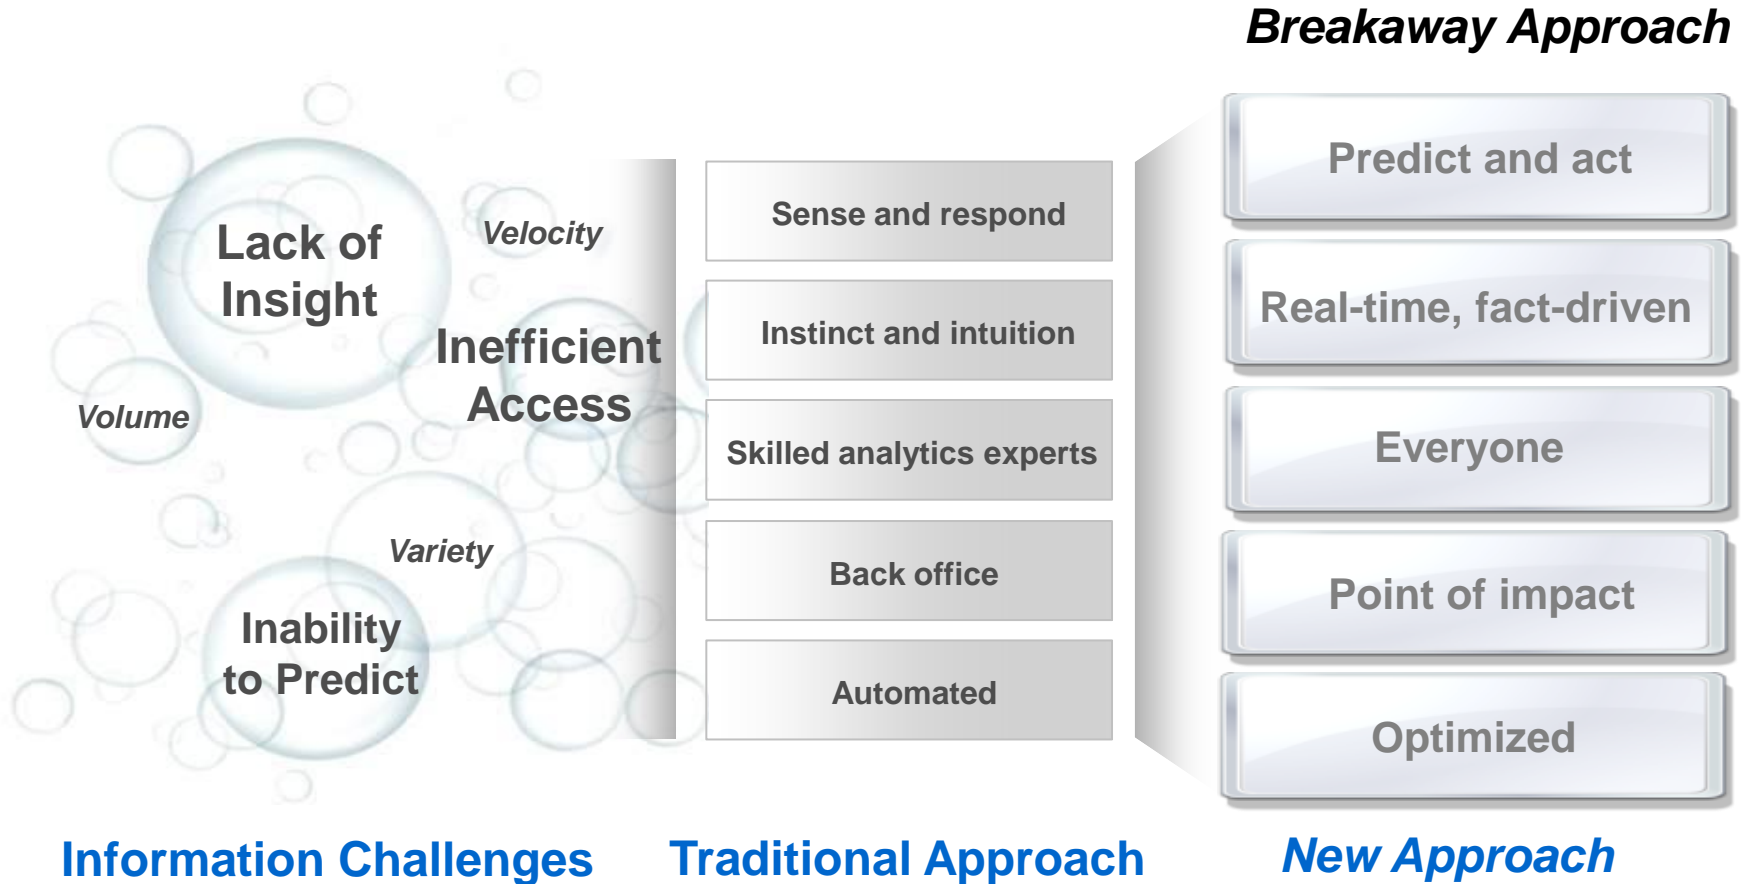 Breakaway Approach
Lack of
Insight
Velocity
Inefficient
Access
Volume
Variety
Inability
to Predict
Information Challenges
Sense and respond
Instinct and intuition
Skilled analytics experts
Back office
Automated
Traditional Approach
Predict and act
Real-time, fact-driven
Everyone
Point of impact
Optimized
New Approach